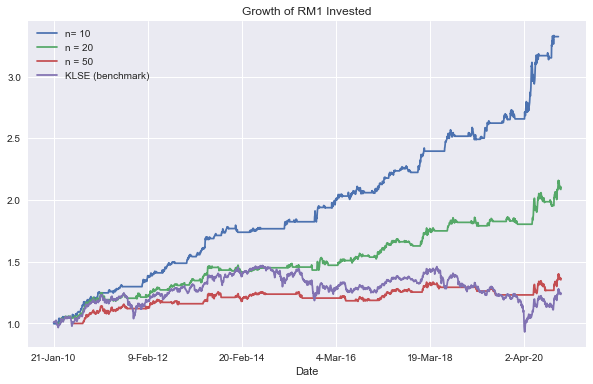 Growth of RM1 Invested
n= 10
n = 20
n = 50
KLSE (benchmark)
3.0
2.5
2.0
1.5
1.0
21-Jan-10 9-Feb-12 20-Feb-14 4-Mar-16 19-Mar-18 2-Apr-20
Date